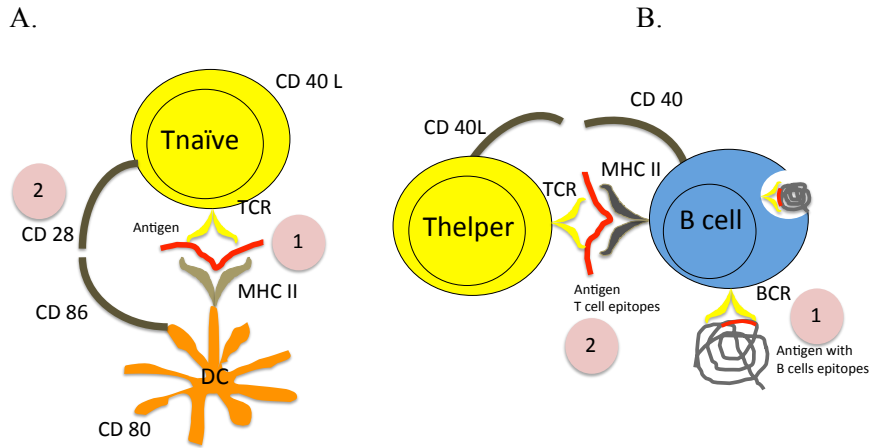 A.
B.
CD 40 L
Tnaïve
2
CD 28
TCR
Antigen
1
MHC II
CD 86
DC
CD 80
CD 40
CD 40L
MHC II
TCR
Thelper
B cell
Antigen
T cell epitopes
2
BCR
1
Antigen with
B cells epitopes